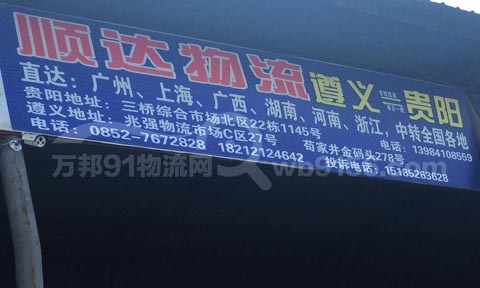 顺达物流 遵义—贵阳
直达：广州、上海、广西、湖南、河南、浙江，中转全国各地
贵阳地址：三桥综合市场北区22栋1145号 电话：13984108559
遵义地址：兆强物流市场C区27号 苟家井金码头278号
电话：0852-7672828 18212124642 投诉电话：15185283628
万邦91物流网